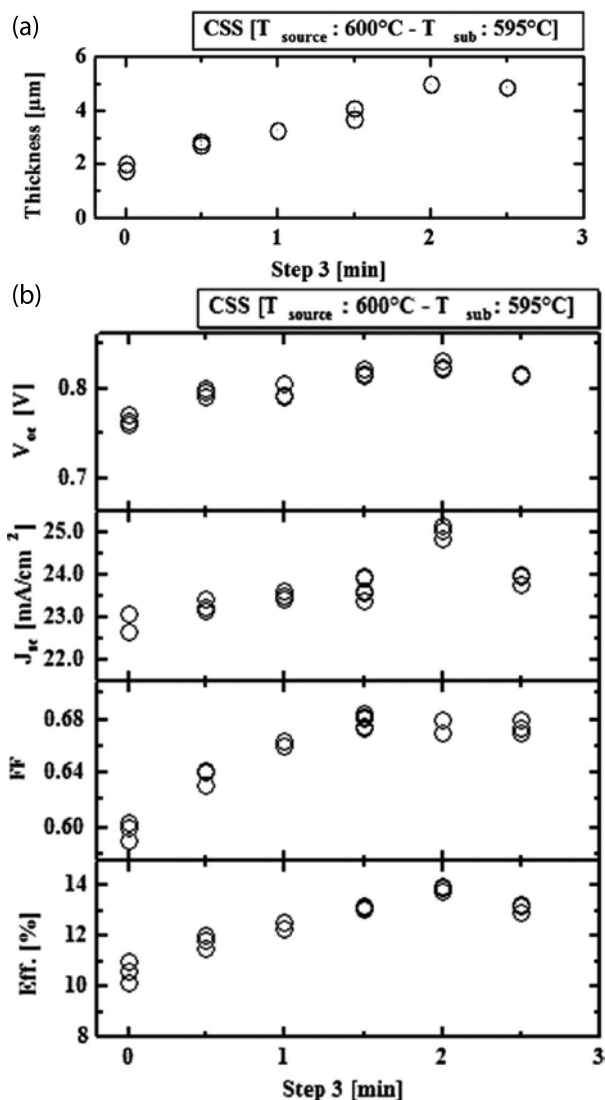 (a)
CSS [T source : 600°C - T sub : 595°C]
Thickness [µm]
6
4
2
0
0 1 2 3
Step 3 [min]
(b)
CSS [T source : 600°C - T sub : 595°C]
Voc [V]
0.8
0.7
Jsc [mA/cm²]
25.0
24.0
23.0
22.0
FF
0.68
0.64
0.60
Eff. [%]
14
12
10
8
0 1 2 3
Step 3 [min]